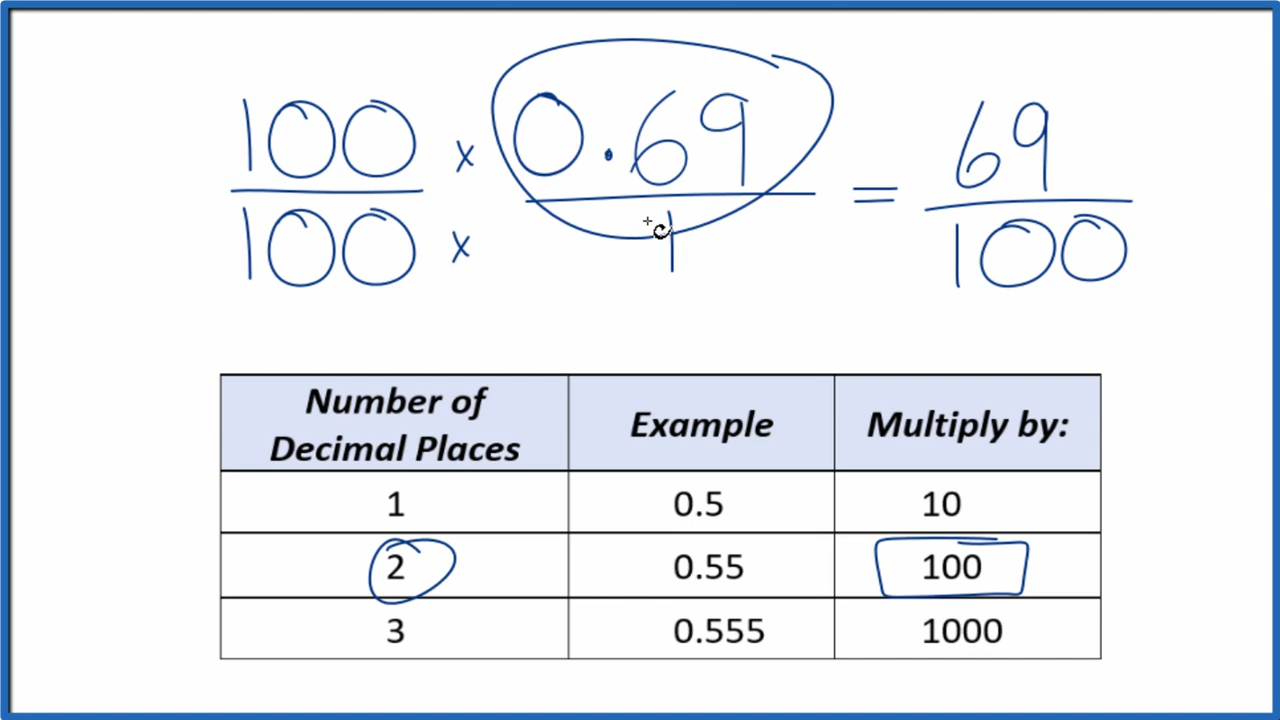 100 x 0.69 = 69
100 x 1 100
Number of Decimal Places Example Multiply by:
1 0.5 10
2 0.55 100
3 0.555 1000